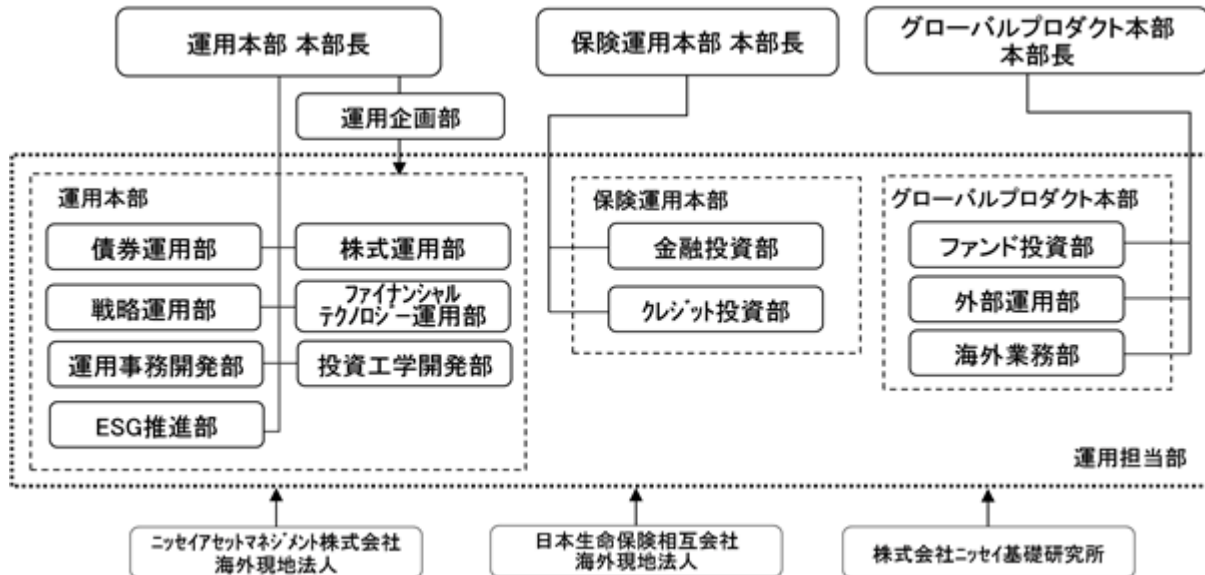 運用本部 本部長
保険運用本部 本部長
グローバルプロダクト本部
本部長
運用企画部
運用本部
債券運用部
株式運用部
戦略運用部
ファイナンシャル
テクノロジー運用部
運用事務開発部
投資工学開発部
ESG推進部
保険運用本部
金融投資部
クレジット投資部
グローバルプロダクト本部
ファンド投資部
外部運用部
海外業務部
運用担当部
ニッセイアセットマネジメント株式会社
海外現地法人
日本生命保険相互会社
海外現地法人
株式会社ニッセイ基礎研究所